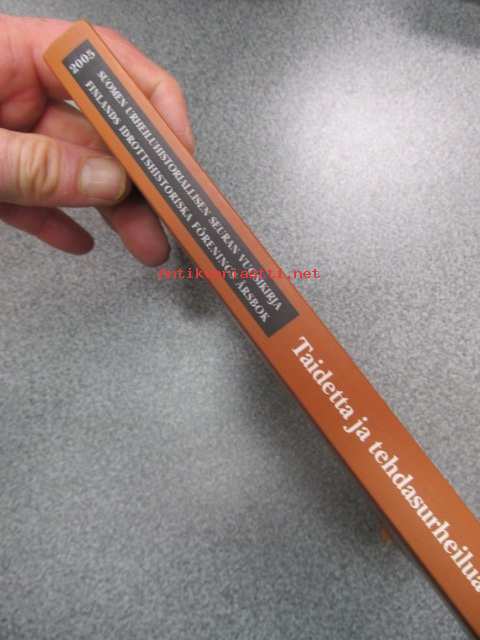 2005
SUOMEN URHEILUHISTORIALLISEN SEURAN VUOSIKIRJA
FINLANDS IDROTTSHISTORISKA FÖRENINGS ÅRSBOK
Taidetta ja tehdasurheilua
antikvariaatti.net